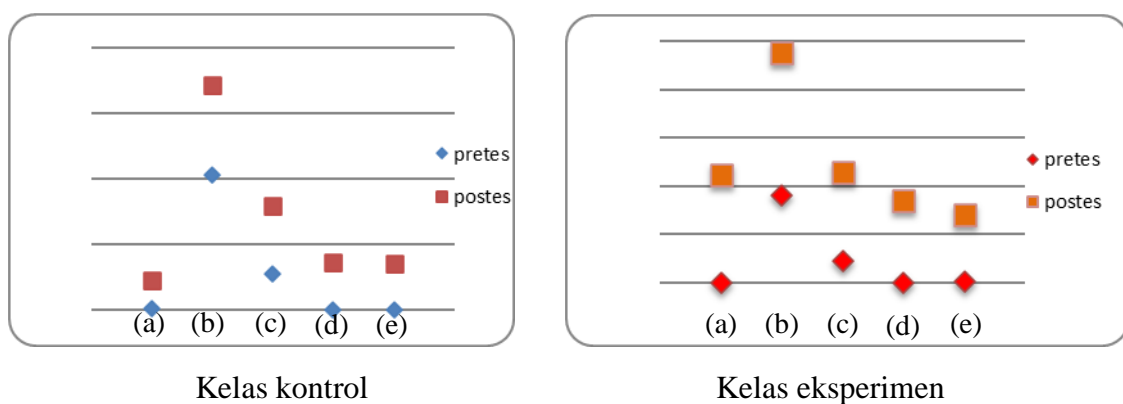 pretes
postes
(a) (b) (c) (d) (e)
Kelas kontrol
pretes
postes
(a) (b) (c) (d) (e)
Kelas eksperimen